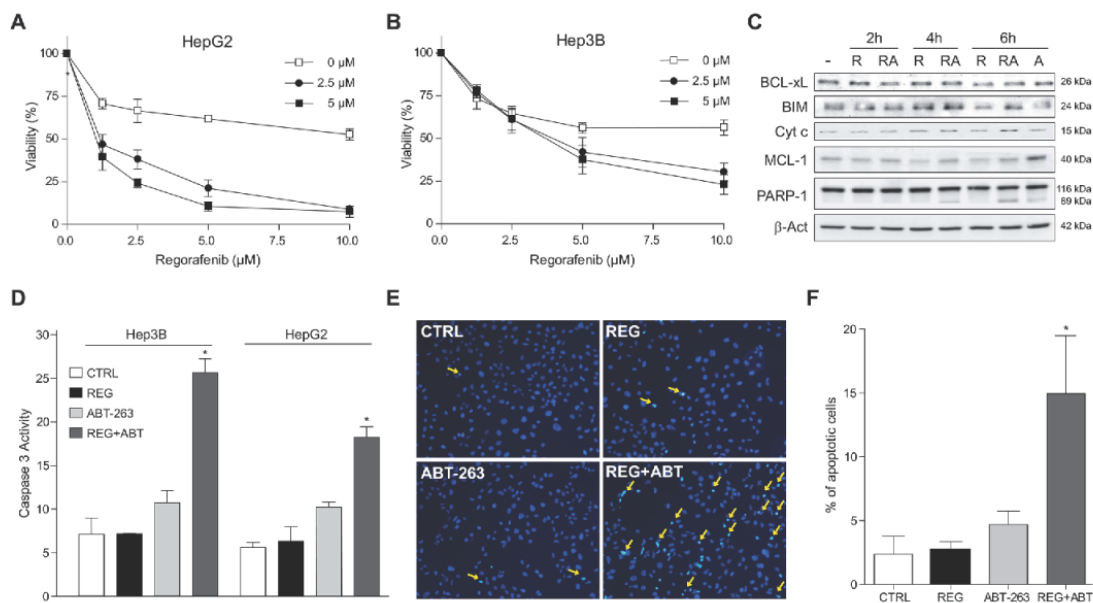 A
HepG2
100
75
50
25
0
0.0
2.5
5.0
7.5
10.0
Viability (%)
Regorafenib (µM)
0 µM
2.5 µM
5 µM
B
Hep3B
100
75
50
25
0
0.0
2.5
5.0
7.5
10.0
Viability (%)
Regorafenib (µM)
0 µM
2.5 µM
5 µM
C
2h 4h 6h
- R RA R RA R RA A
BCL-xL 26 kDa
BIM 24 kDa
Cyt c 15 kDa
MCL-1 40 kDa
PARP-1 116 kDa
89 kDa
β-Act 42 kDa
D
Hep3B HepG2
30
25
20
15
10
5
0
Caspase 3 Activity
CTRL
REG
ABT-263
REG+ABT
*
*
E
CTRL REG
ABT-263 REG+ABT
F
20
15
10
5
0
% of apoptotic cells
*
CTRL REG ABT-263 REG+ABT